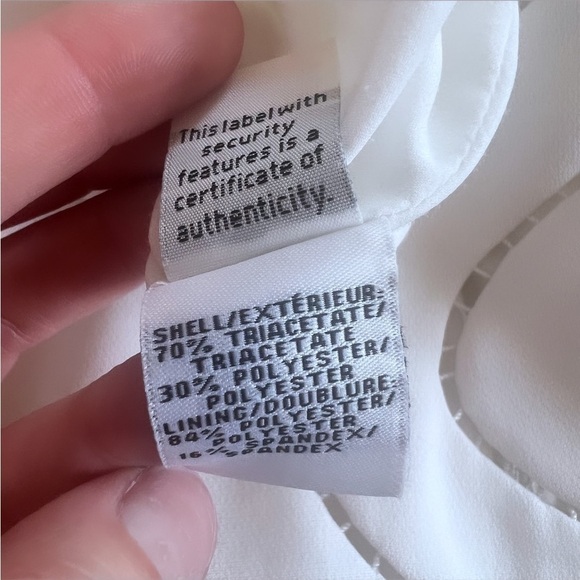 This label with
security
features is a
certificate of
authenticity.
SHELL/EXTÉRIEUR:
70% TRIACETATE/
TRIACETATE
30% POLYESTER/
POLYESTER
LINING/DOUBLURE:
84% POLYESTER/
POLYESTER
16% SPANDEX/
SPANDEX